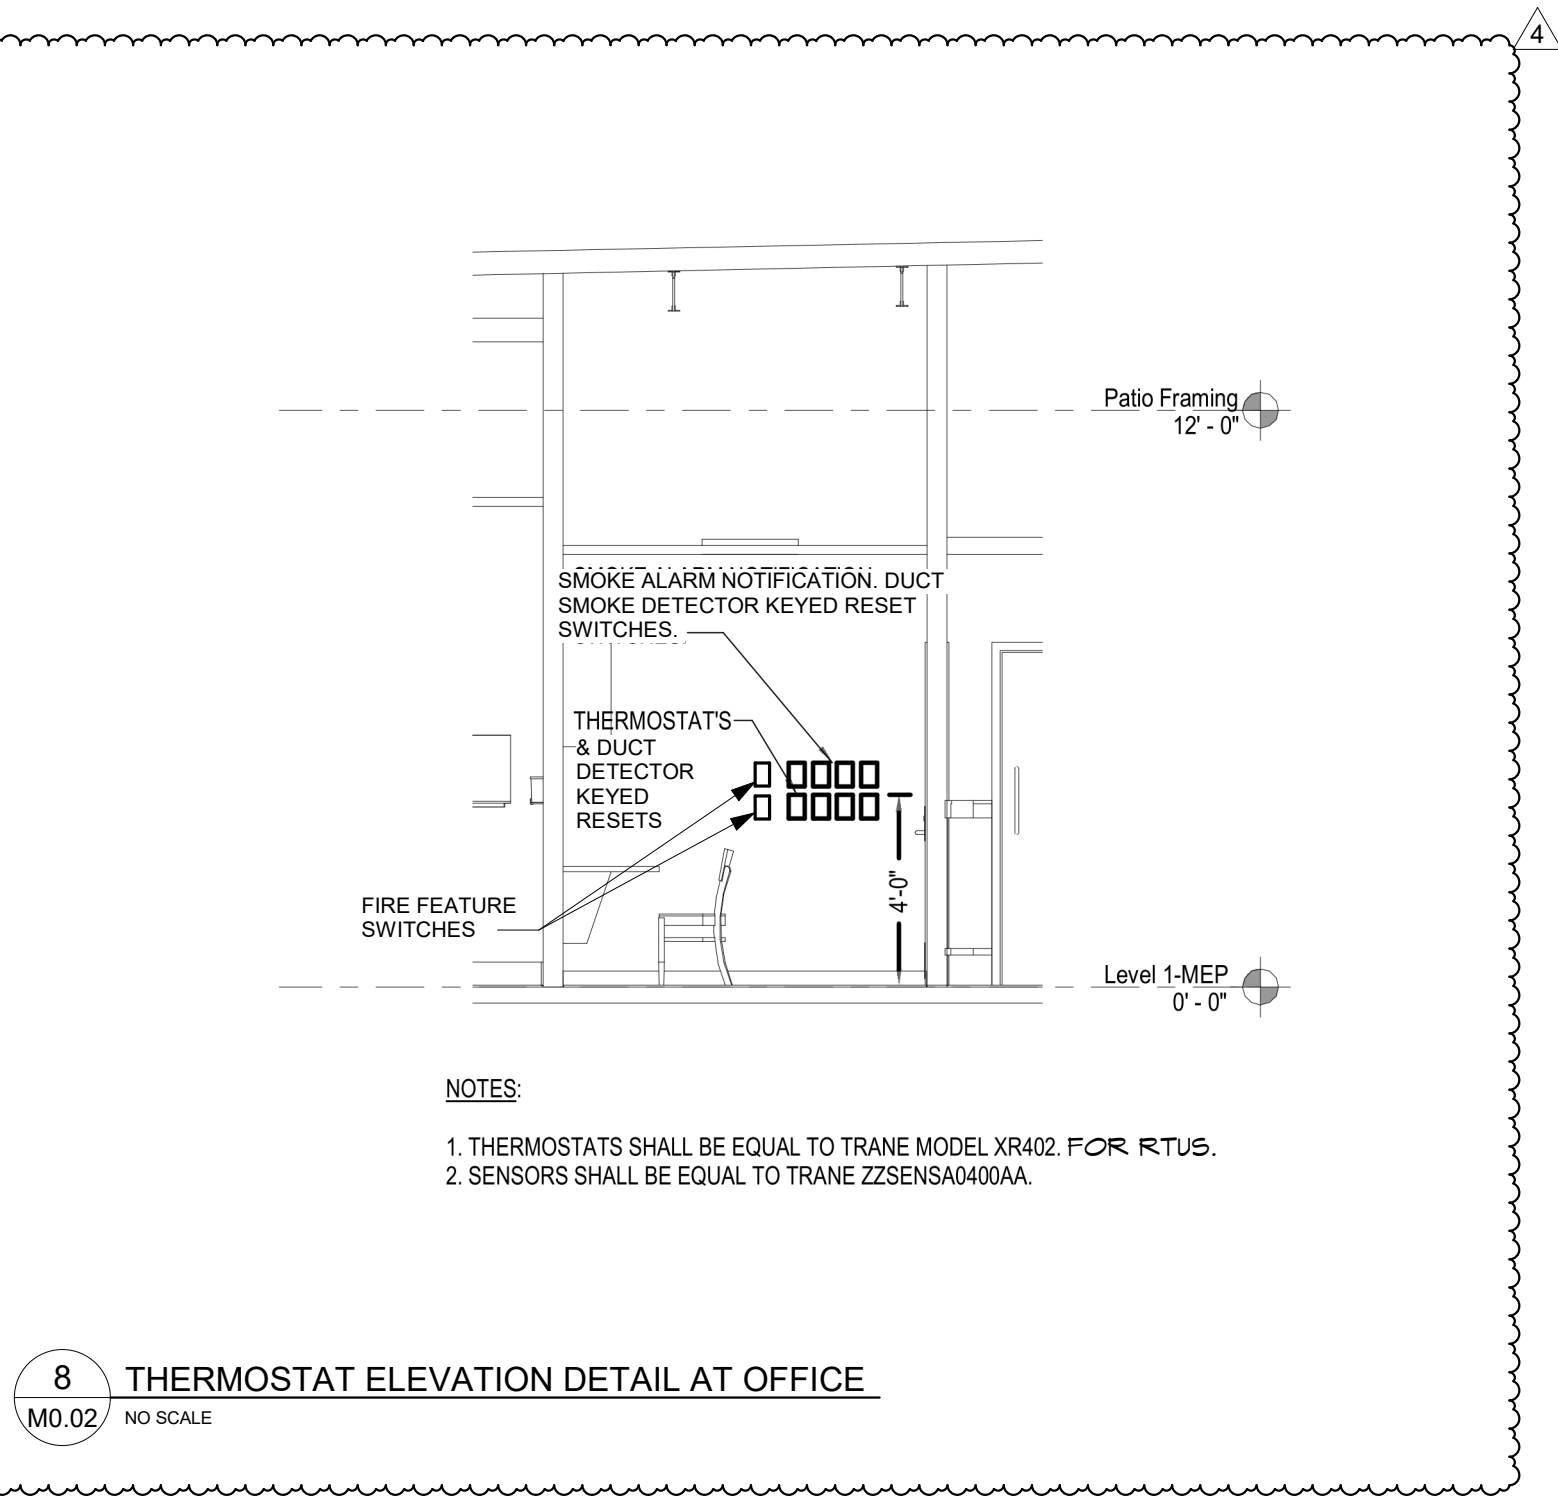 4
Patio Framing
12' - 0"
SMOKE ALARM NOTIFICATION. DUCT
SMOKE DETECTOR KEYED RESET
SWITCHES.
THERMOSTAT'S
& DUCT
DETECTOR
KEYED
RESETS
4'-0"
FIRE FEATURE
SWITCHES
Level 1-MEP
0' - 0"
NOTES:
1. THERMOSTATS SHALL BE EQUAL TO TRANE MODEL XR402. FOR RTUS.
2. SENSORS SHALL BE EQUAL TO TRANE ZZSENSA0400AA.
8
THERMOSTAT ELEVATION DETAIL AT OFFICE
M0.02
NO SCALE